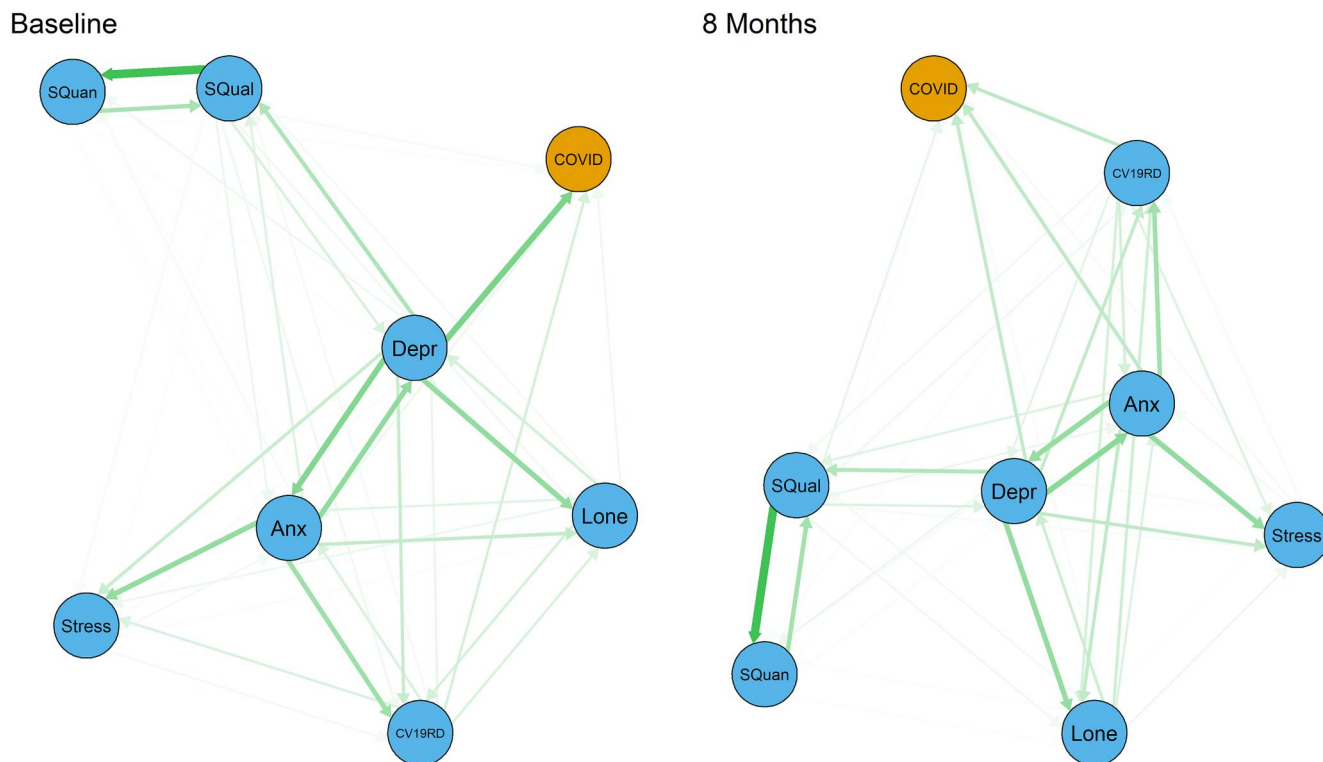 Baseline
SQuan
SQual
COVID
Depr
Anx
Lone
Stress
CV19RD
8 Months
COVID
CV19RD
Anx
SQual
Depr
Stress
SQuan
Lone